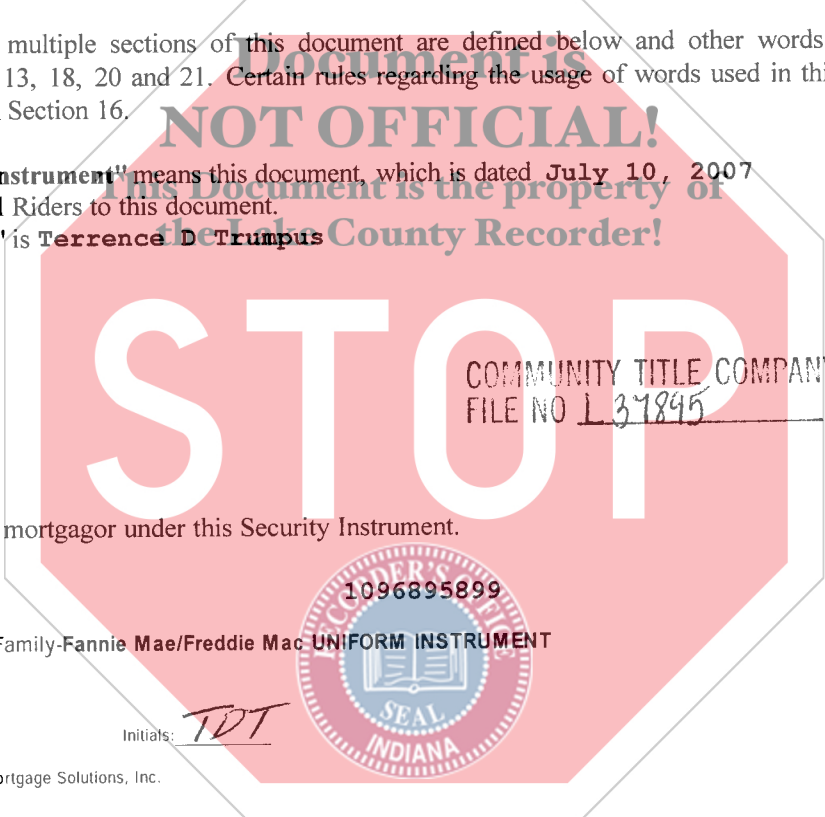 multiple sections of this document are defined below and other words
13, 18, 20 and 21. Certain rules regarding the usage of words used in thi
Section 16.
Document is
NOT OFFICIAL!
This Document is the property of
the Lake County Recorder!
nstrument" means this document, which is dated July 10, 2007
Riders to this document.
" is Terrence D Trumpus
STOP
COMMUNITY TITLE COMPANY
FILE NO L 37845
mortgagor under this Security Instrument.
1096895899
Family-Fannie Mae/Freddie Mac UNIFORM INSTRUMENT
RECORDER'S OFFICE
SEAL
INDIANA
Initials: TDT
ortgage Solutions, Inc.